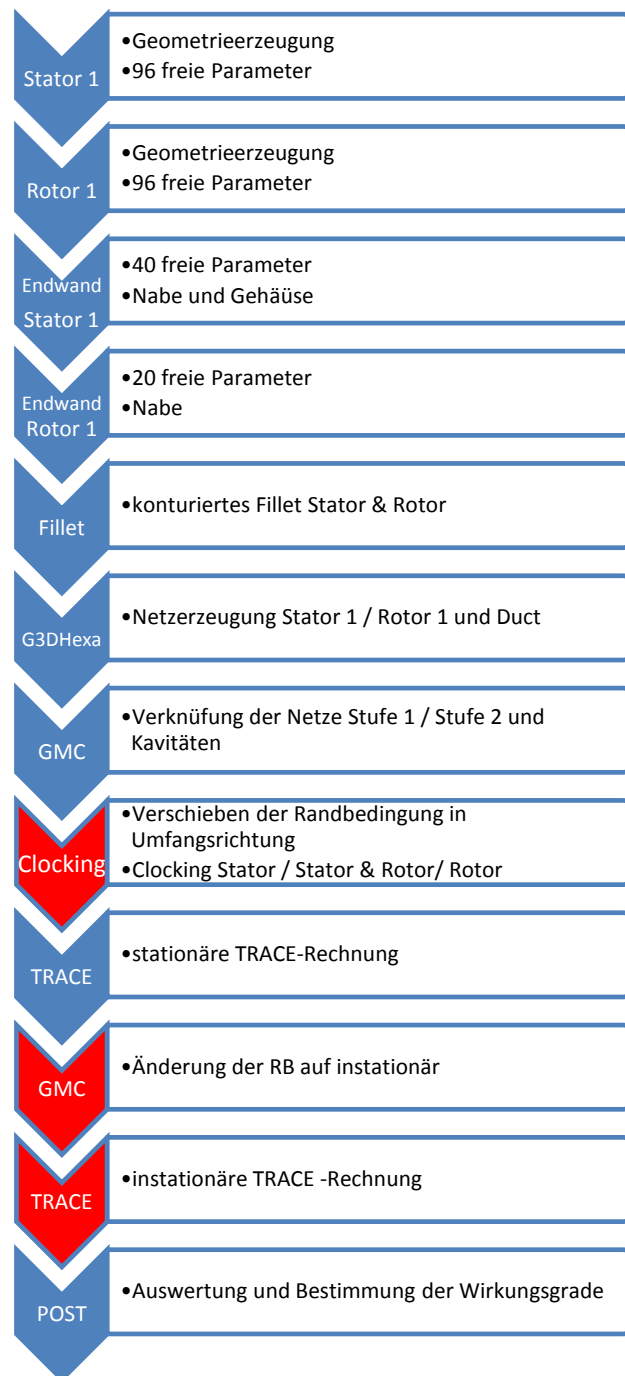 Stator 1
•Geometrieerzeugung
•96 freie Parameter
Rotor 1
•Geometrieerzeugung
•96 freie Parameter
Endwand
Stator 1
•40 freie Parameter
•Nabe und Gehäüse
Endwand
Rotor 1
•20 freie Parameter
•Nabe
Fillet
•konturiertes Fillet Stator & Rotor
G3DHexa
•Netzerzeugung Stator 1 / Rotor 1 und Duct
GMC
•Verknüfung der Netze Stufe 1 / Stufe 2 und
Kavitäten
Clocking
•Verschieben der Randbedingung in
Umfangsrichtung
•Clocking Stator / Stator & Rotor/ Rotor
TRACE
•stationäre TRACE-Rechnung
GMC
•Änderung der RB auf instationär
TRACE
•instationäre TRACE -Rechnung
POST
•Auswertung und Bestimmung der Wirkungsgrade